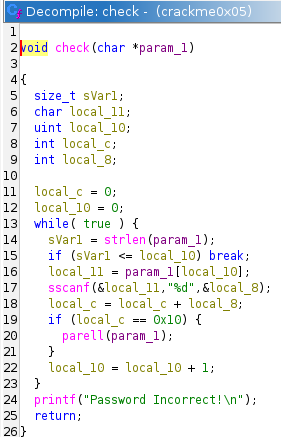 Decompile: check - (crackme0x05)
1
2 void check(char *param_1)
3
4 {
5   size_t sVar1;
6   char local_11;
7   uint local_10;
8   int local_c;
9   int local_8;
10
11   local_c = 0;
12   local_10 = 0;
13   while( true ) {
14     sVar1 = strlen(param_1);
15     if (sVar1 <= local_10) break;
16     local_11 = param_1[local_10];
17     sscanf(&local_11,"%d",&local_8);
18     local_c = local_c + local_8;
19     if (local_c == 0x10) {
20       parell(param_1);
21     }
22     local_10 = local_10 + 1;
23   }
24   printf("Password Incorrect!\n");
25   return;
26 }